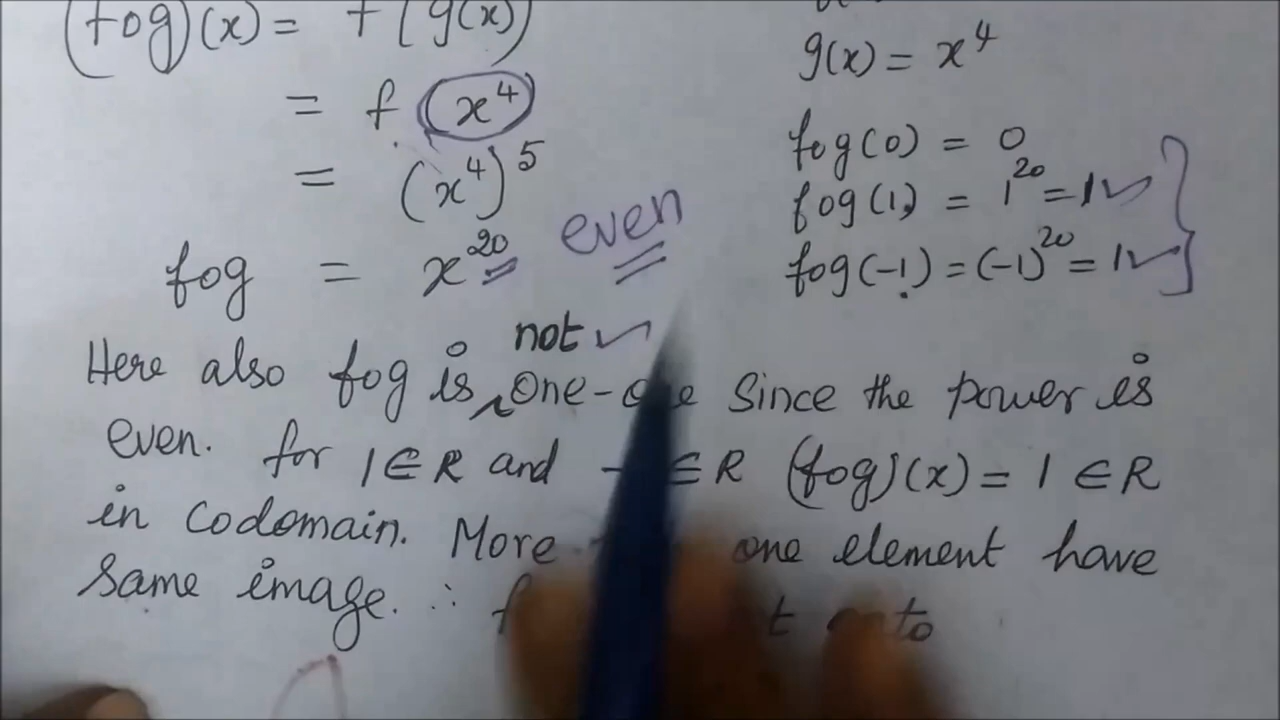 (fog)(x) = f(g(x))
= f(x⁴)
= (x⁴)⁵
fog = x²⁰ even
g(x) = x⁴
fog(0) = 0
fog(1) = 1²⁰ = 1 ✓
fog(-1) = (-1)²⁰ = 1 ✓
not ✓
Here also fog is one-one since the power is
even. for 1 ∈ R and ∈ R (fog)(x) = 1 ∈ R
in codomain. More one element have
same image. ∴ onto